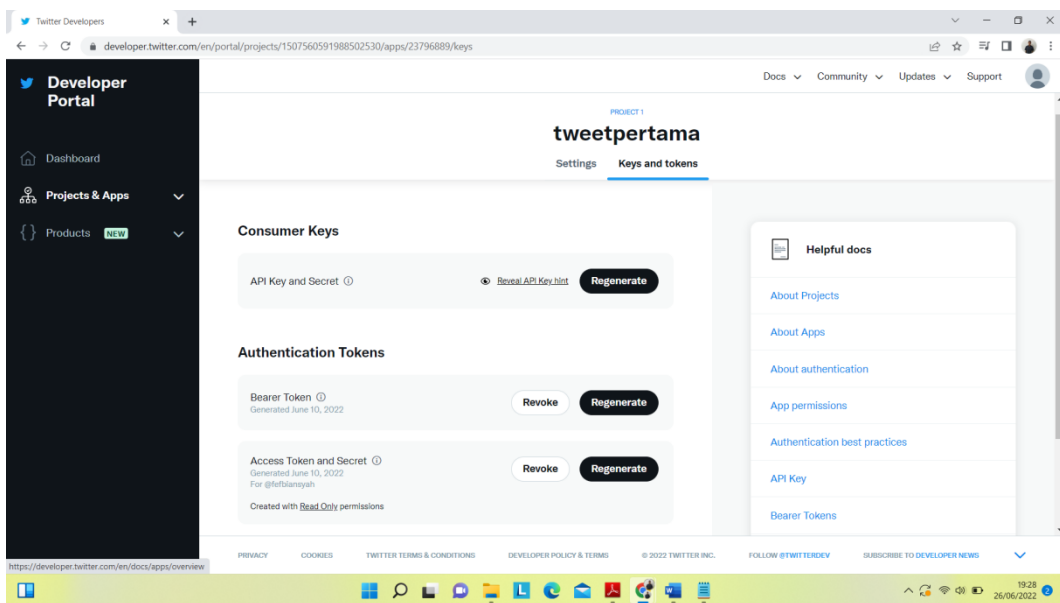 Twitter Developers
developer.twitter.com/en/portal/projects/1507560591988502530/apps/23796889/keys
Developer
Portal
Docs Community Updates Support
Dashboard
Projects & Apps
{ } Products NEW
PROJECT 1
tweetpertama
Settings Keys and tokens
Consumer Keys
API Key and Secret Reveal API Key hint Regenerate
Authentication Tokens
Bearer Token
Generated June 10, 2022
Revoke Regenerate
Access Token and Secret
Generated June 10, 2022
For @fefbiansyah
Created with Read Only permissions
Revoke Regenerate
Helpful docs
About Projects
About Apps
About authentication
App permissions
Authentication best practices
API Key
Bearer Tokens
PRIVACY COOKIES TWITTER TERMS & CONDITIONS DEVELOPER POLICY & TERMS © 2022 TWITTER INC. FOLLOW @TWITTERDEV SUBSCRIBE TO DEVELOPER NEWS
https://developer.twitter.com/en/docs/apps/overview
L
19:28
26/06/2022
2